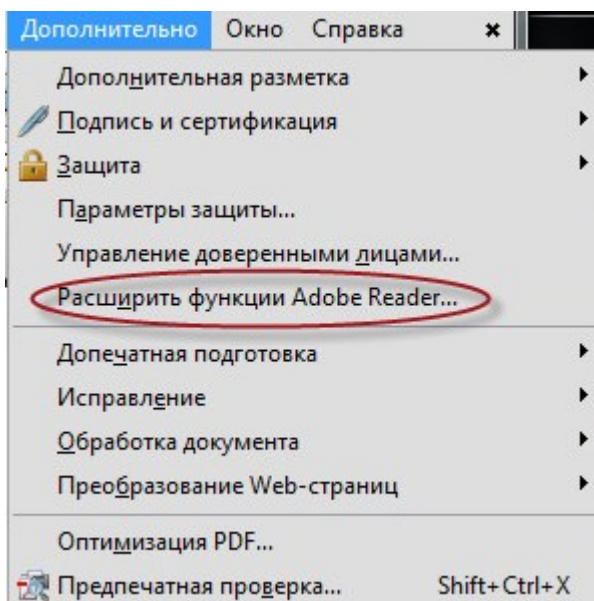 Дополнительно Окно Справка
Дополнительная разметка
Подпись и сертификация
Защита
Параметры защиты...
Управление доверенными лицами...
Расширить функции Adobe Reader...
Допечатная подготовка
Исправление
Обработка документа
Преобразование Web-страниц
Оптимизация PDF...
Предпечатная проверка... Shift+Ctrl+X